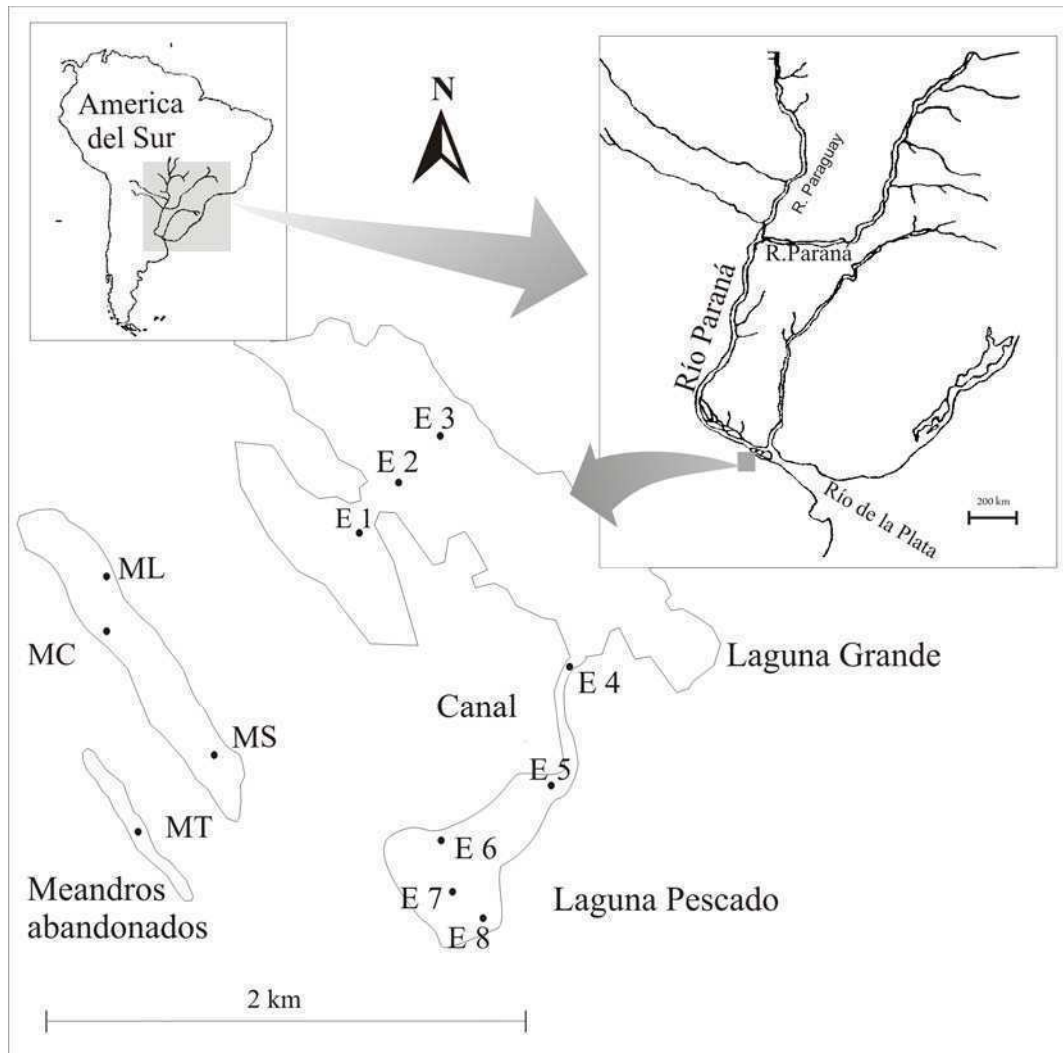 America
del Sur
N
R. Paraguay
R.Paraná
Río Paraná
Río de la Plata
200 km
E 3
E 2
E 1
ML
MC
MS
MT
Meandros
abandonados
Laguna Grande
E 4
Canal
E 5
E 6
E 7
E 8
Laguna Pescado
2 km